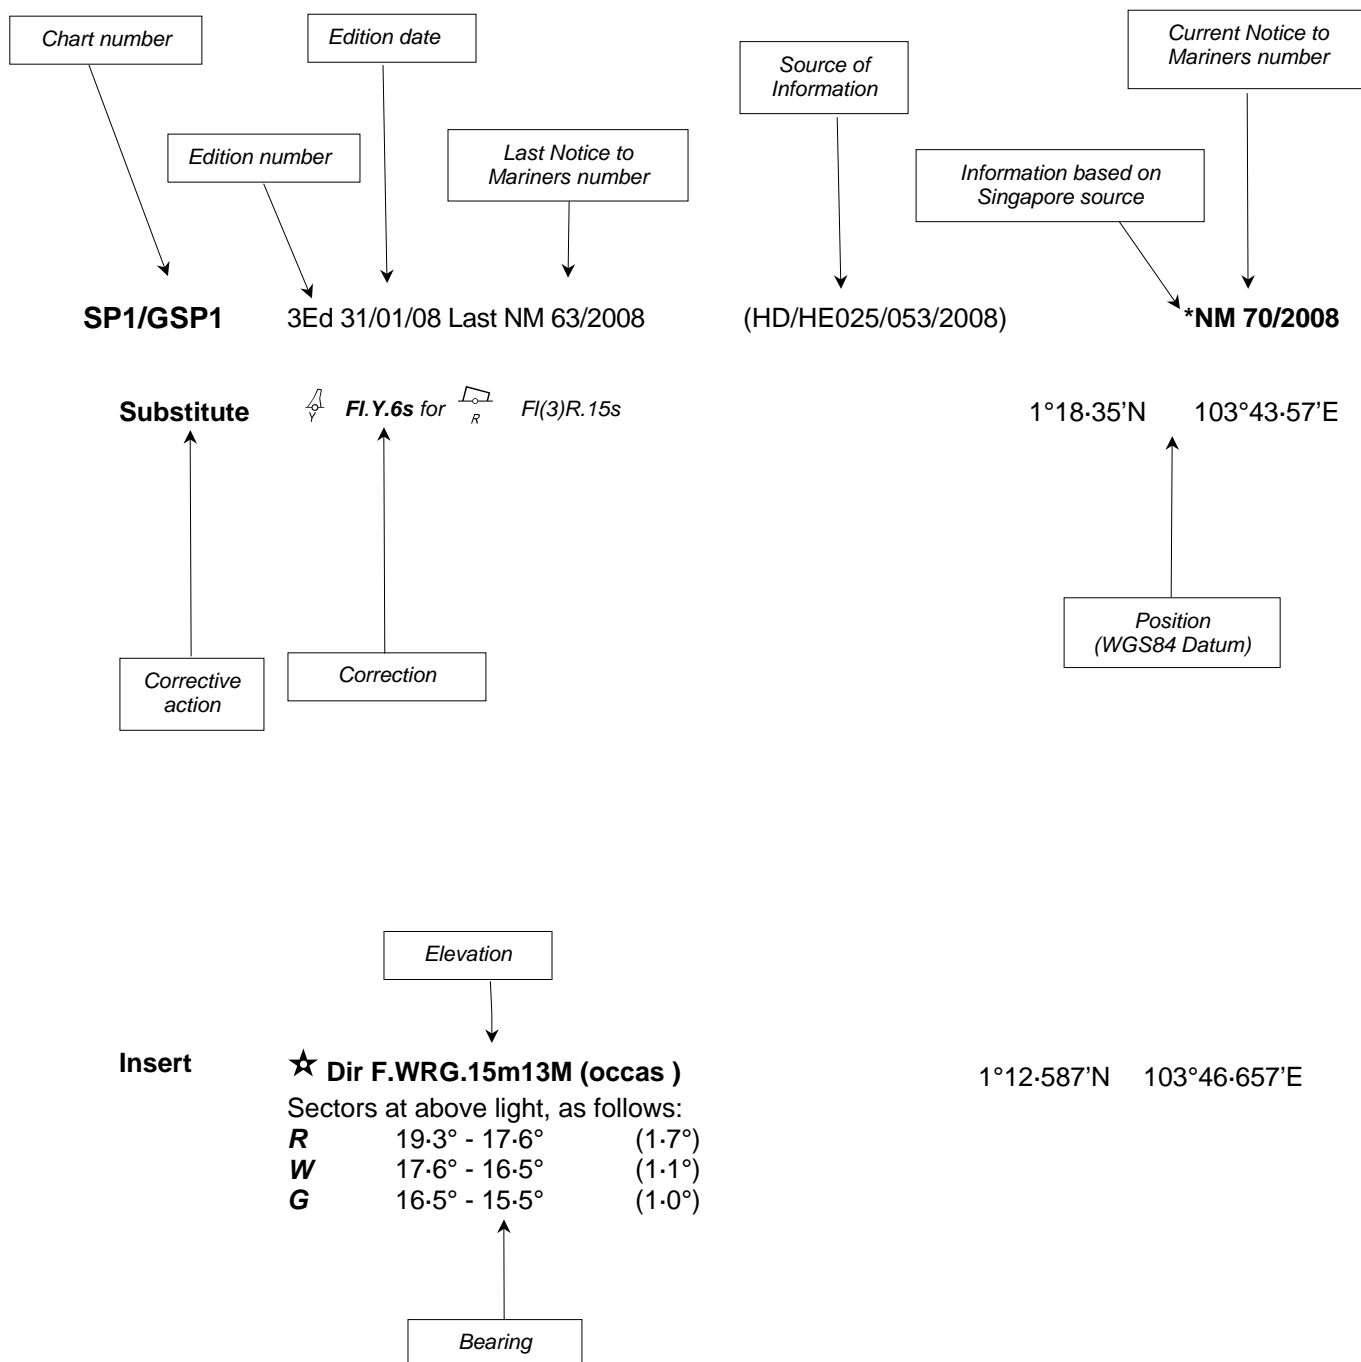 Chart number
Edition date
Current Notice to
Mariners number
Source of
Information
Edition number
Last Notice to
Mariners number
Information based on
Singapore source
SP1/GSP1 3Ed 31/01/08 Last NM 63/2008 (HD/HE025/053/2008) *NM 70/2008
Substitute Y Fl.Y.6s for R Fl(3)R.15s 1°18·35’N 103°43·57’E
Position
(WGS84 Datum)
Corrective
action
Correction
Elevation
Insert Dir F.WRG.15m13M (occas ) 1°12·587’N 103°46·657’E
Sectors at above light, as follows:
R 19·3° - 17·6° (1·7°)
W 17·6° - 16·5° (1·1°)
G 16·5° - 15·5° (1·0°)
Bearing